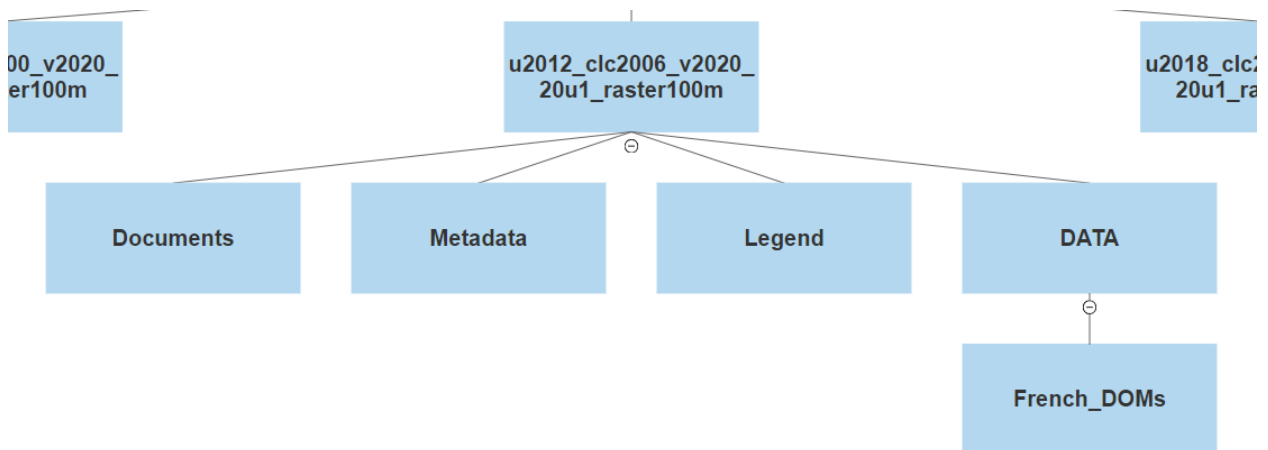 00_v2020_
er100m
u2012_clc2006_v2020_
20u1_raster100m
u2018_clc2
20u1_ra
Documents
Metadata
Legend
DATA
French_DOMs